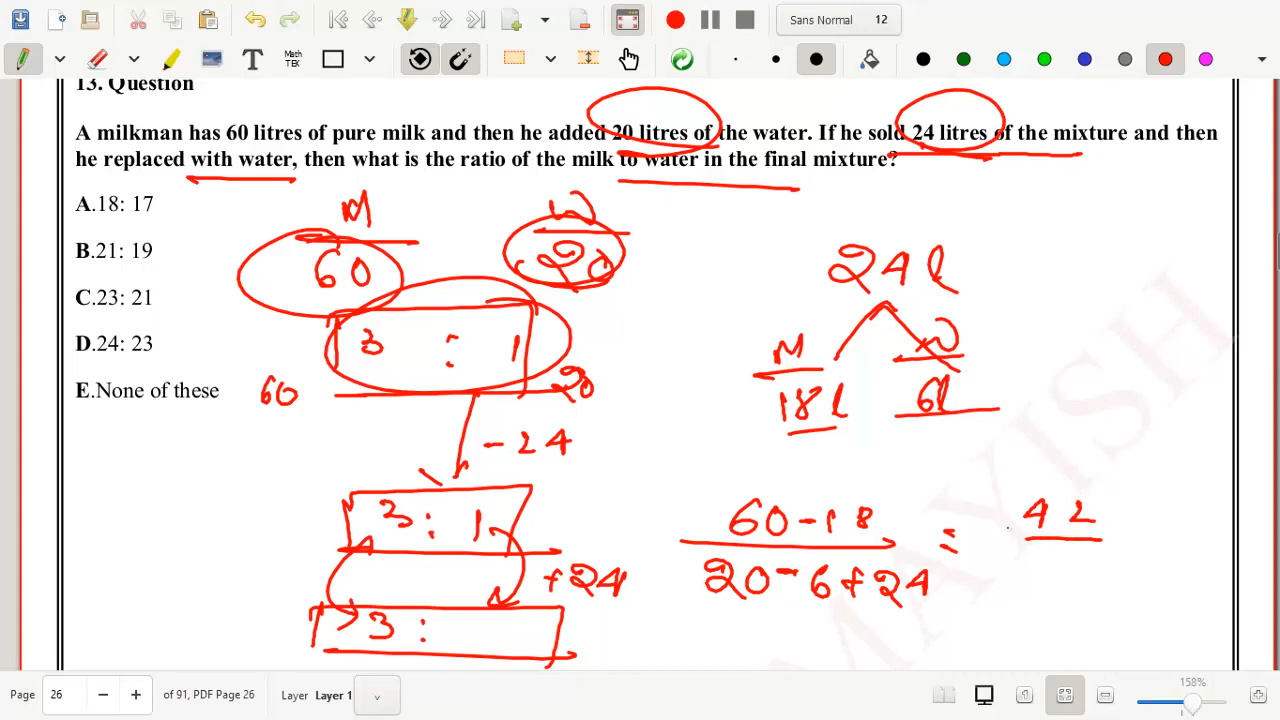 Sans Normal 12
Math TEX
13. Question
A milkman has 60 litres of pure milk and then he added 20 litres of the water. If he sold 24 litres of the mixture and then
he replaced with water, then what is the ratio of the milk to water in the final mixture?
A.18: 17
B.21: 19
C.23: 21
D.24: 23
E.None of these
M W
60 20
3 : 1
60 20
- 24
3 : 1
+24
3 :
24 l
M W
18 l 6l
60 - 18 = 42
20 - 6 + 24
MAYISH
Page 26 of 91, PDF Page 26 Layer Layer 1 158%